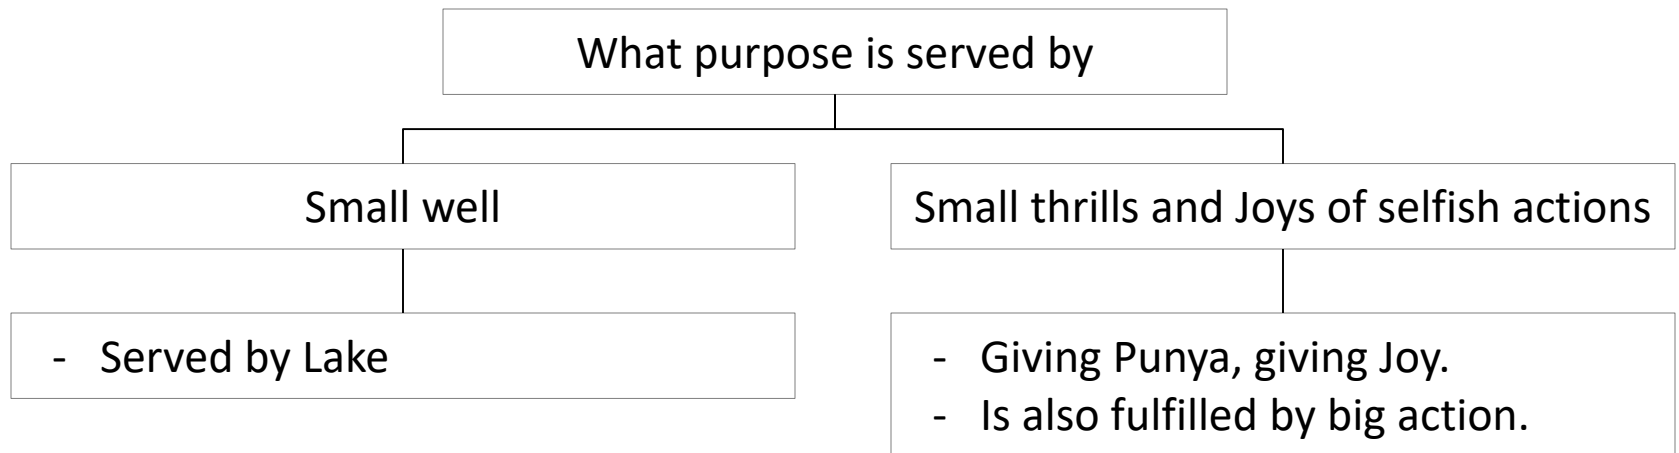 What purpose is served by
Small well
Small thrills and Joys of selfish actions
- Served by Lake
- Giving Punya, giving Joy.
- Is also fulfilled by big action.